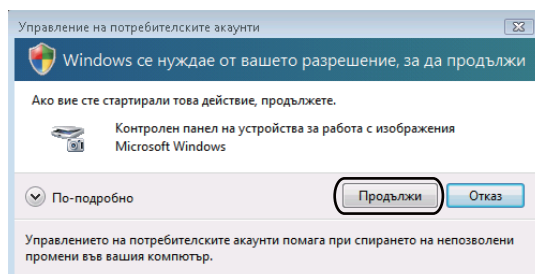 Управление на потребителските акаунти
Windows се нуждае от вашето разрешение, за да продължи
Ако вие сте стартирали това действие, продължете.
Контролен панел на устройства за работа с изображения
Microsoft Windows
По-подробно
Продължи
Отказ
Управлението на потребителските акаунти помага при спирането на непозволени
промени във вашия компютър.